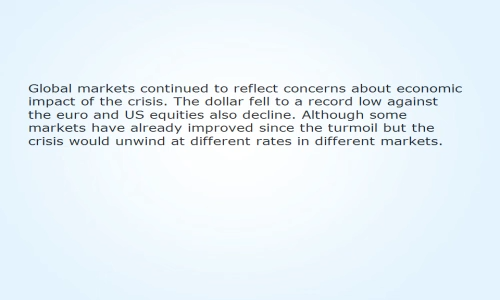 Global markets continued to reflect concerns about economic
impact of the crisis. The dollar fell to a record low against
the euro and US equities also decline. Although some
markets have already improved since the turmoil but the
crisis would unwind at different rates in different markets.